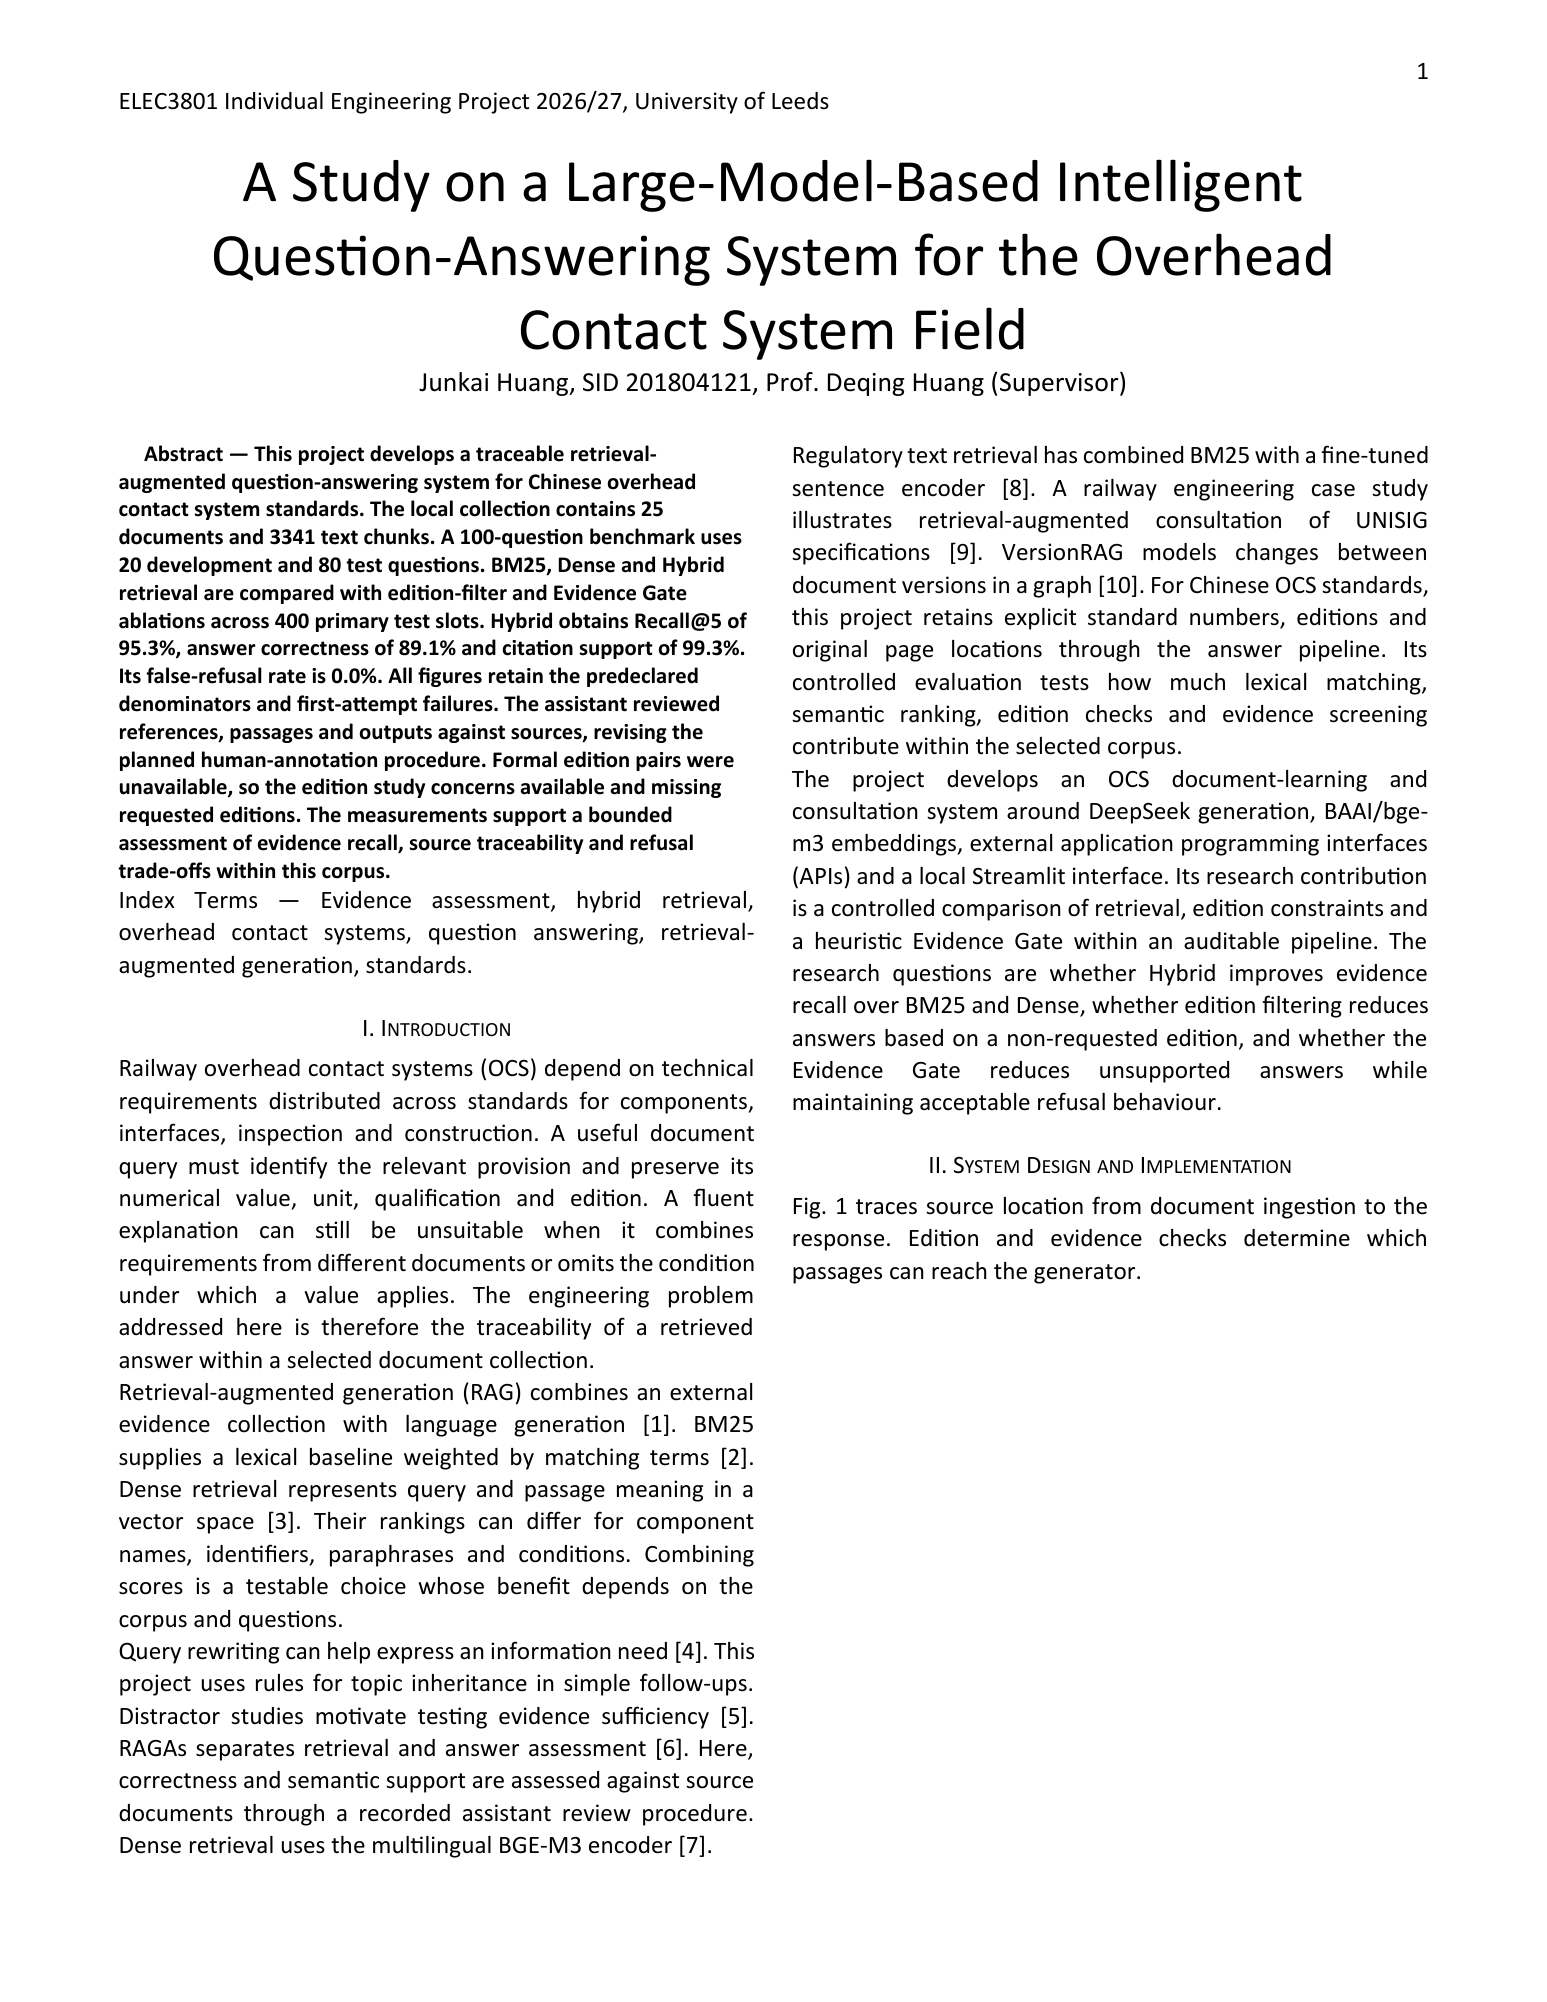 1
ELEC3801 Individual Engineering Project 2026/27, University of Leeds
A Study on a Large-Model-Based Intelligent
Question-Answering System for the Overhead
Contact System Field
Junkai Huang, SID 201804121, Prof. Deqing Huang (Supervisor)
Abstract — This project develops a traceable retrieval-
augmented question-answering system for Chinese overhead
contact system standards. The local collection contains 25
documents and 3341 text chunks. A 100-question benchmark uses
20 development and 80 test questions. BM25, Dense and Hybrid
retrieval are compared with edition-filter and Evidence Gate
ablations across 400 primary test slots. Hybrid obtains Recall@5 of
95.3%, answer correctness of 89.1% and citation support of 99.3%.
Its false-refusal rate is 0.0%. All figures retain the predeclared
denominators and first-attempt failures. The assistant reviewed
references, passages and outputs against sources, revising the
planned human-annotation procedure. Formal edition pairs were
unavailable, so the edition study concerns available and missing
requested editions. The measurements support a bounded
assessment of evidence recall, source traceability and refusal
trade-offs within this corpus.
Index Terms — Evidence assessment, hybrid retrieval,
overhead contact systems, question answering, retrieval-
augmented generation, standards.
I. INTRODUCTION
Railway overhead contact systems (OCS) depend on technical
requirements distributed across standards for components,
interfaces, inspection and construction. A useful document
query must identify the relevant provision and preserve its
numerical value, unit, qualification and edition. A fluent
explanation can still be unsuitable when it combines
requirements from different documents or omits the condition
under which a value applies. The engineering problem
addressed here is therefore the traceability of a retrieved
answer within a selected document collection.
Retrieval-augmented generation (RAG) combines an external
evidence collection with language generation [1]. BM25
supplies a lexical baseline weighted by matching terms [2].
Dense retrieval represents query and passage meaning in a
vector space [3]. Their rankings can differ for component
names, identifiers, paraphrases and conditions. Combining
scores is a testable choice whose benefit depends on the
corpus and questions.
Query rewriting can help express an information need [4]. This
project uses rules for topic inheritance in simple follow-ups.
Distractor studies motivate testing evidence sufficiency [5].
RAGAs separates retrieval and answer assessment [6]. Here,
correctness and semantic support are assessed against source
documents through a recorded assistant review procedure.
Dense retrieval uses the multilingual BGE-M3 encoder [7].
Regulatory text retrieval has combined BM25 with a fine-tuned
sentence encoder [8]. A railway engineering case study
illustrates retrieval-augmented consultation of UNISIG
specifications [9]. VersionRAG models changes between
document versions in a graph [10]. For Chinese OCS standards,
this project retains explicit standard numbers, editions and
original page locations through the answer pipeline. Its
controlled evaluation tests how much lexical matching,
semantic ranking, edition checks and evidence screening
contribute within the selected corpus.
The project develops an OCS document-learning and
consultation system around DeepSeek generation, BAAI/bge-
m3 embeddings, external application programming interfaces
(APIs) and a local Streamlit interface. Its research contribution
is a controlled comparison of retrieval, edition constraints and
a heuristic Evidence Gate within an auditable pipeline. The
research questions are whether Hybrid improves evidence
recall over BM25 and Dense, whether edition filtering reduces
answers based on a non-requested edition, and whether the
Evidence Gate reduces unsupported answers while
maintaining acceptable refusal behaviour.
II. SYSTEM DESIGN AND IMPLEMENTATION
Fig. 1 traces source location from document ingestion to the
response. Edition and evidence checks determine which
passages can reach the generator.